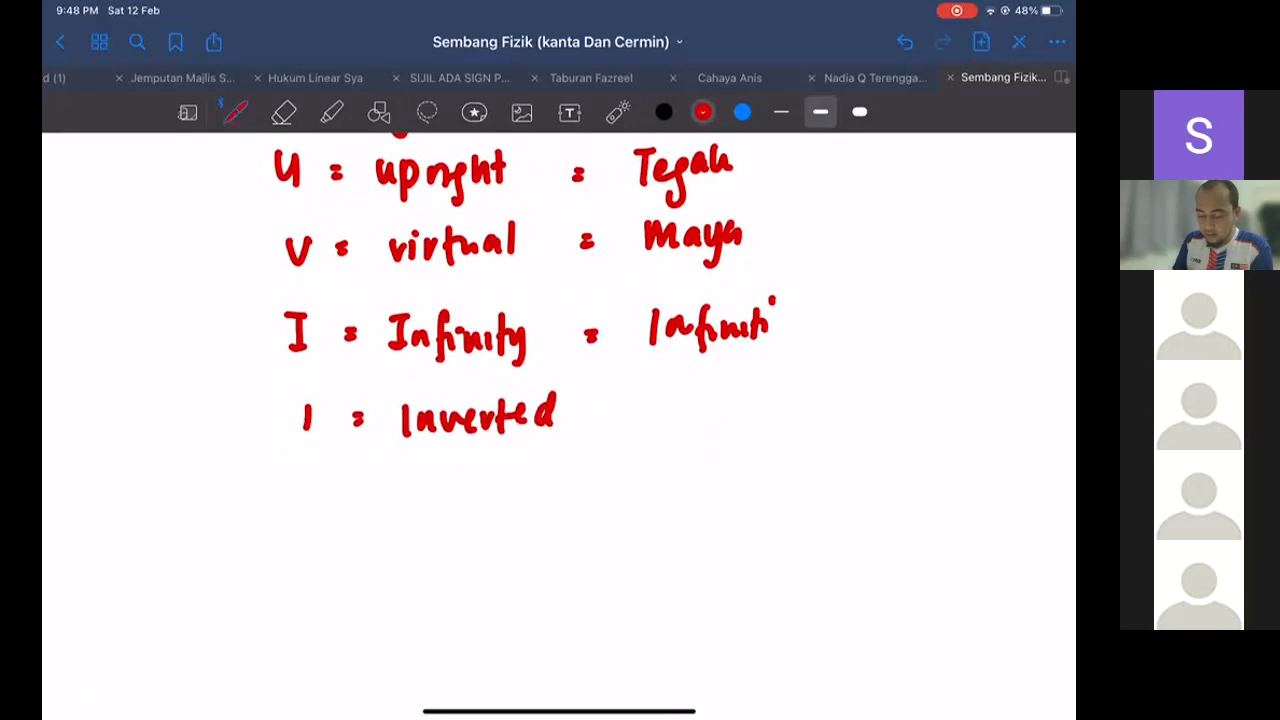 9:48 PM Sat 12 Feb
48%
Sembang Fizik (kanta Dan Cermin)
d (1)
Jemputan Majlis S...
Hukum Linear Sya
SIJIL ADA SIGN P...
Taburan Fazreel
Cahaya Anis
Nadia Q Terengga...
Sembang Fizik...
U = upright = Tegak
V = virtual = Maya
I = Infinity = Infiniti
I = Inverted
S